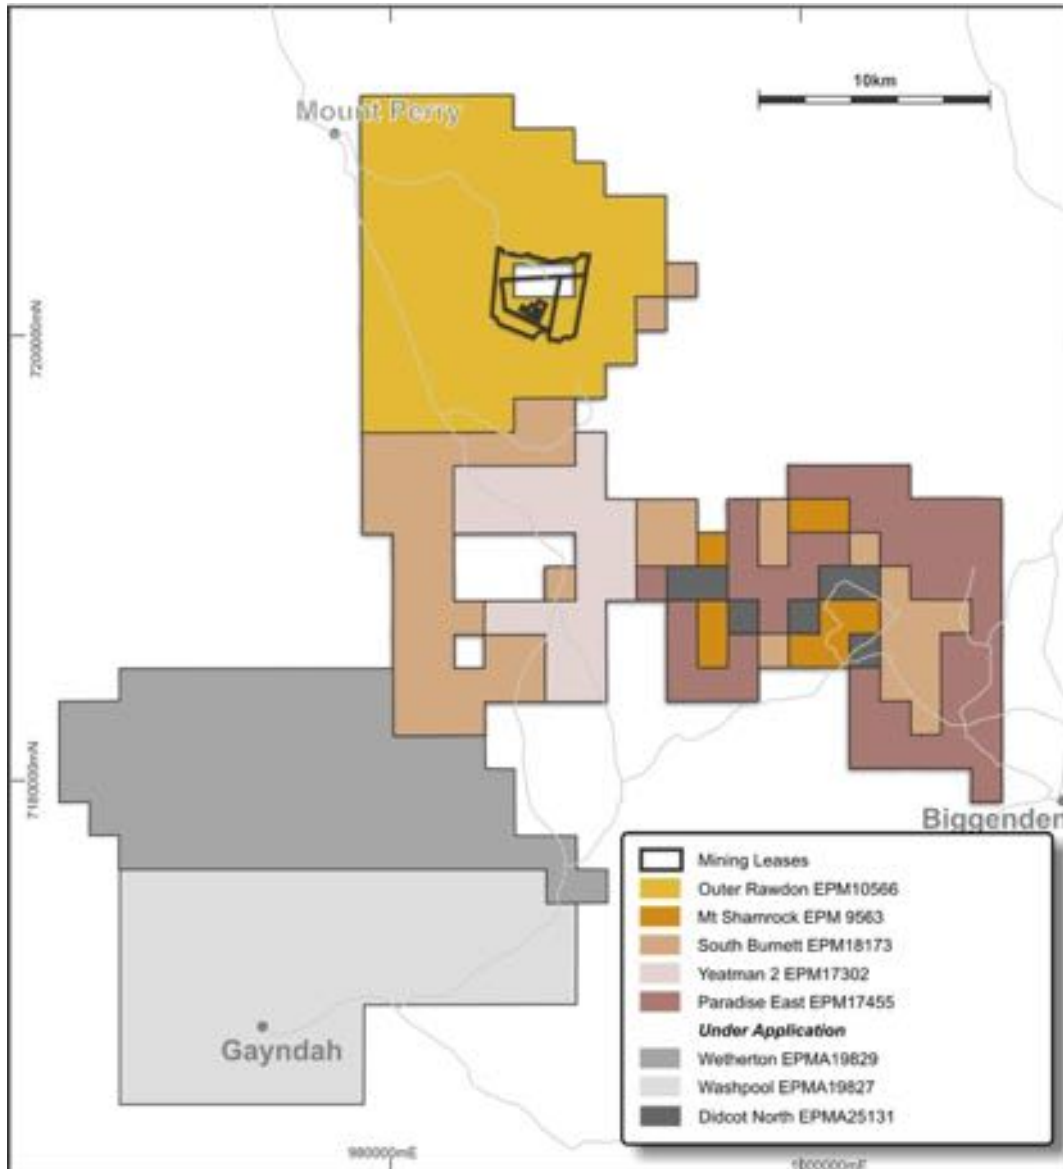 10km
Mount Perry
7200000mN
7180000mN
Biggenden
Mining Leases
Outer Rawdon EPM10566
Mt Shamrock EPM 9563
South Burnett EPM18173
Yeatman 2 EPM17302
Paradise East EPM17455
Under Application
Wetherton EPMA19829
Washpool EPMA19827
Didcot North EPMA25131
Gayndah
980000mE